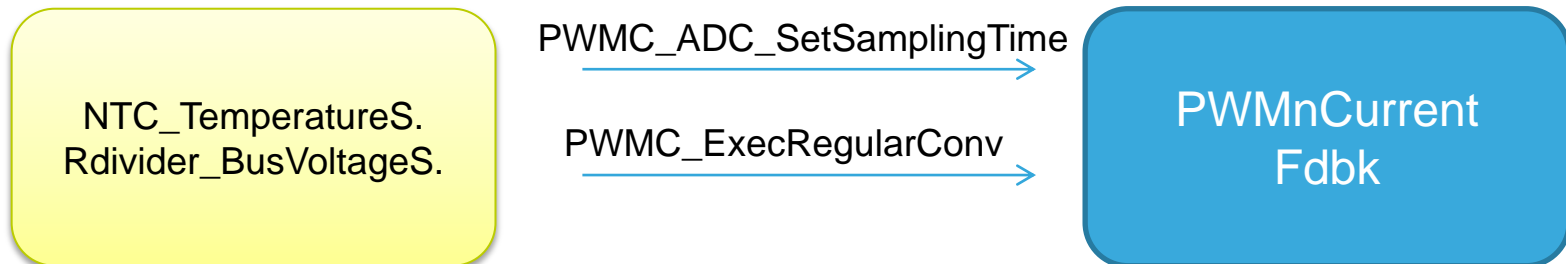 PWMC_ADC_SetSamplingTime
NTC_TemperatureS.
Rdivider_BusVoltageS.
PWMC_ExecRegularConv
PWMnCurrent
Fdbk